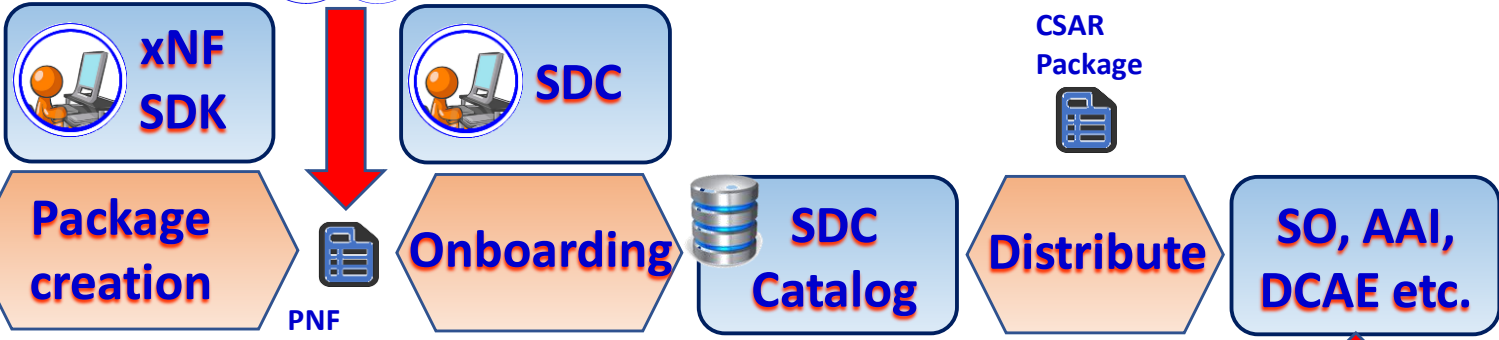 xNF
SDK
SDC
CSAR
Package
Package
creation
PNF
Onboarding
SDC
Catalog
Distribute
SO, AAI,
DCAE etc.